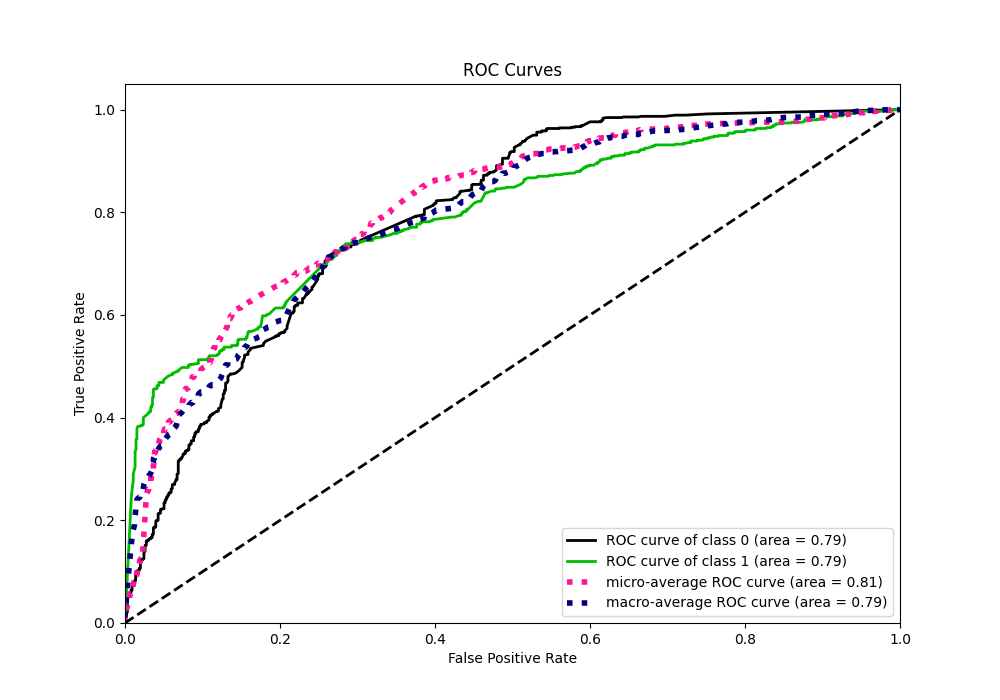 ROC Curves
True Positive Rate
1.0
0.8
0.6
0.4
0.2
0.0
ROC curve of class 0 (area = 0.79)
ROC curve of class 1 (area = 0.79)
micro-average ROC curve (area = 0.81)
macro-average ROC curve (area = 0.79)
0.0 0.2 0.4 0.6 0.8 1.0
False Positive Rate